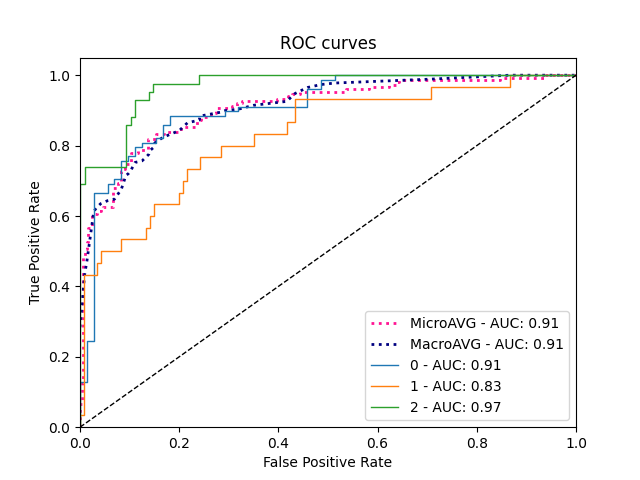 ROC curves
1.0
0.8
0.6
0.4
0.2
0.0
True Positive Rate
MicroAVG - AUC: 0.91
MacroAVG - AUC: 0.91
0 - AUC: 0.91
1 - AUC: 0.83
2 - AUC: 0.97
0.0 0.2 0.4 0.6 0.8 1.0
False Positive Rate